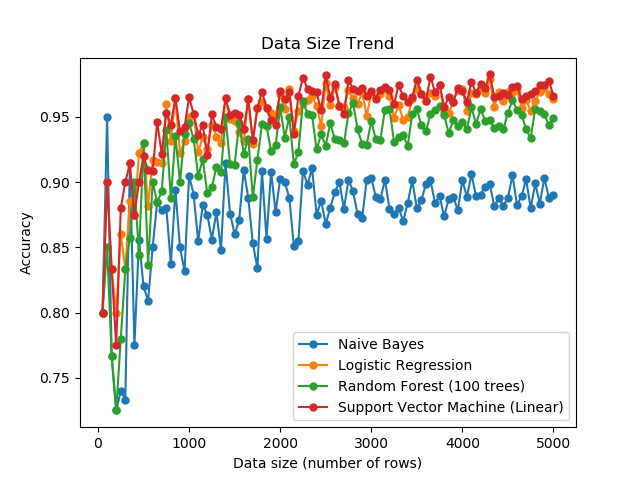 Data Size Trend
Accuracy
0.95
0.90
0.85
0.80
0.75
Naive Bayes
Logistic Regression
Random Forest (100 trees)
Support Vector Machine (Linear)
0
1000
2000
3000
4000
5000
Data size (number of rows)